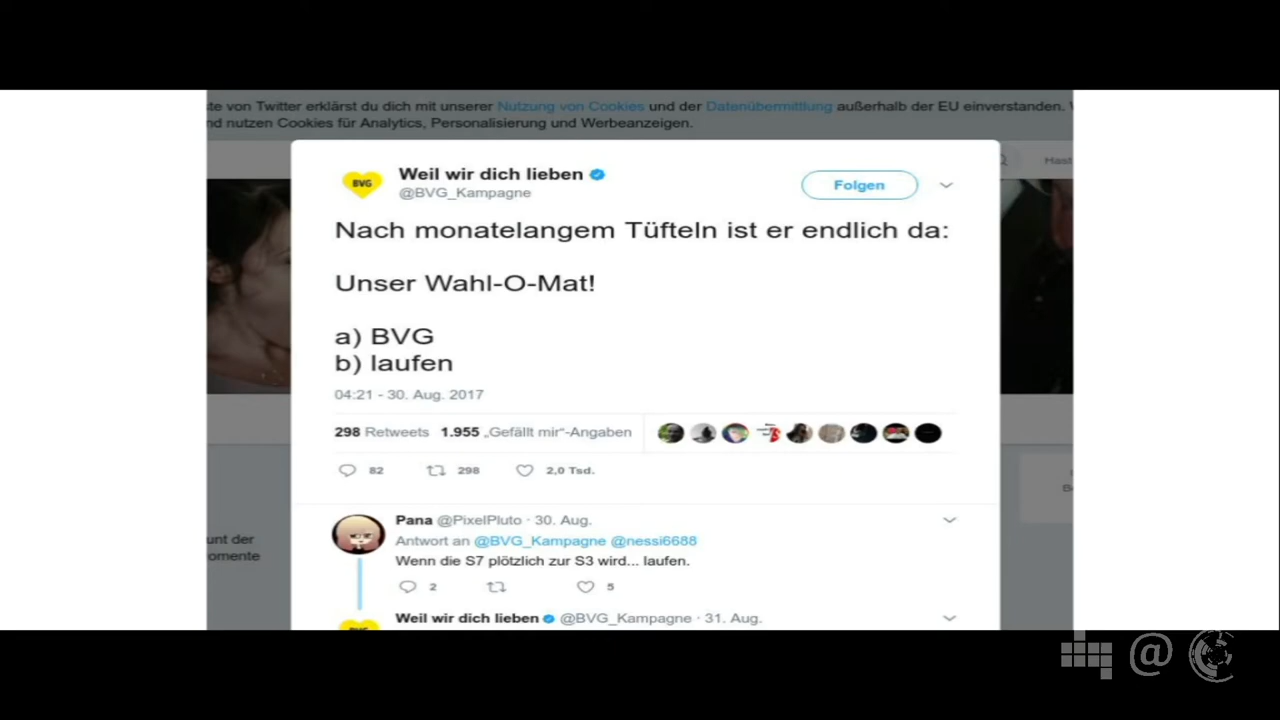 ste von Twitter erklärst du dich mit unserer Nutzung von Cookies und der Datenübermittlung außerhalb der EU einverstanden.
nd nutzen Cookies für Analytics, Personalisierung und Werbeanzeigen.
Hast
BVG
Weil wir dich lieben
@BVG_Kampagne
Folgen
Nach monatelangem Tüfteln ist er endlich da:
Unser Wahl-O-Mat!
a) BVG
b) laufen
04:21 - 30. Aug. 2017
298 Retweets 1.955 „Gefällt mir“-Angaben
82 298 2,0 Tsd.
Pana @PixelPluto · 30. Aug.
Antwort an @BVG_Kampagne @nessi6688
Wenn die S7 plötzlich zur S3 wird... laufen.
2 5
unt der
omente
Weil wir dich lieben @BVG_Kampagne · 31. Aug.